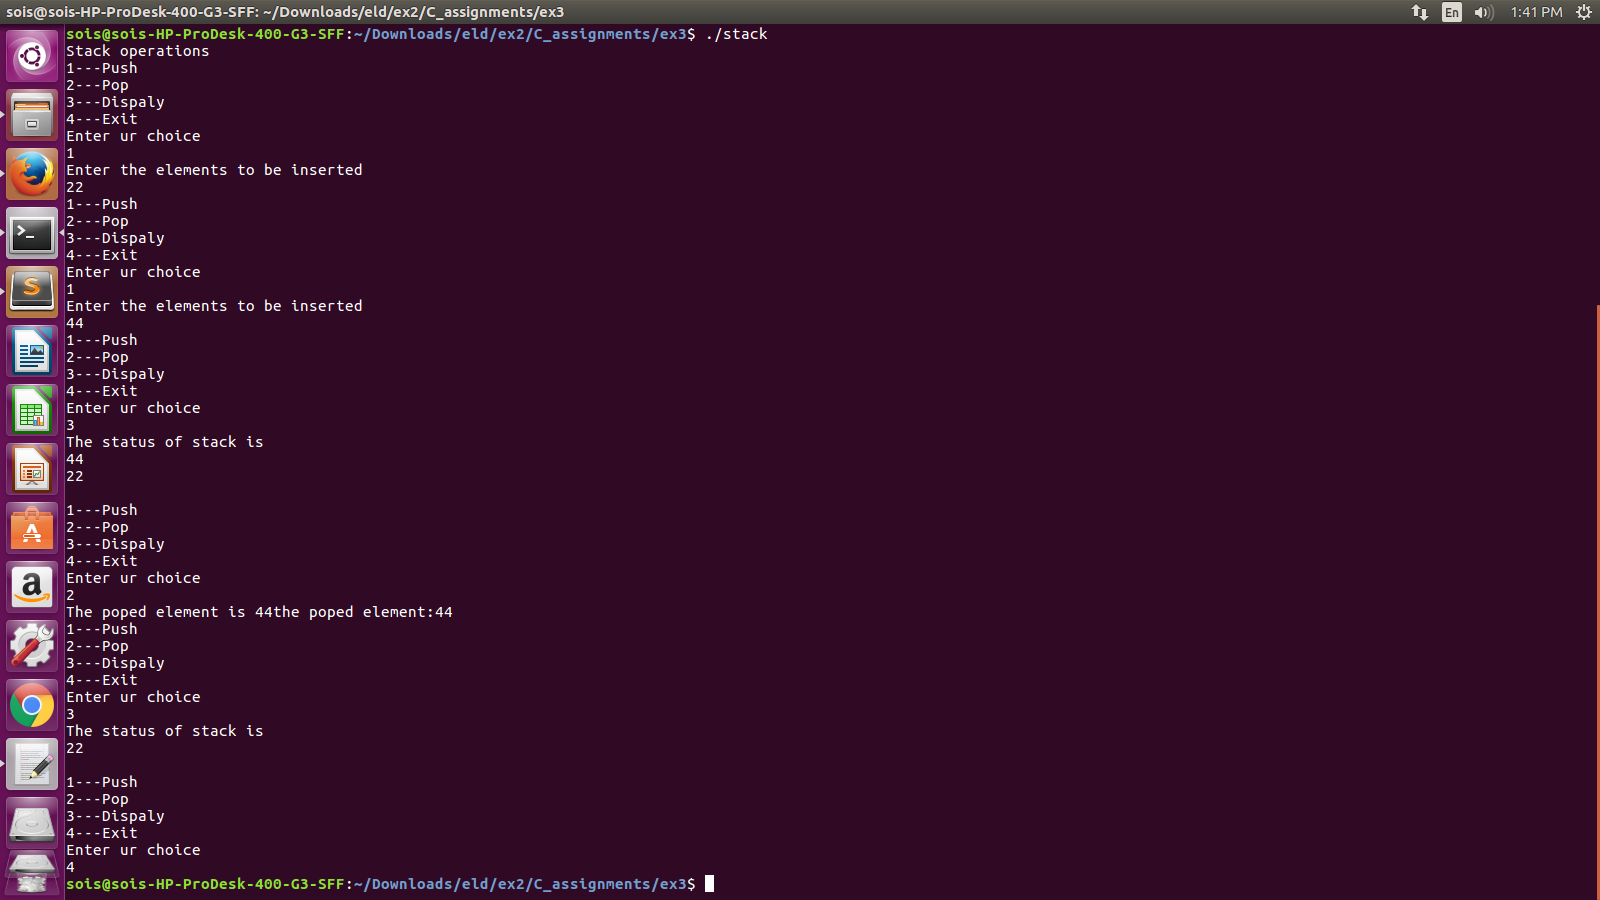 sois@sois-HP-ProDesk-400-G3-SFF: ~/Downloads/eld/ex2/C_assignments/ex3
En
1:41 PM
sois@sois-HP-ProDesk-400-G3-SFF:~/Downloads/eld/ex2/C_assignments/ex3$ ./stack
Stack operations
1---Push
2---Pop
3---Dispaly
4---Exit
Enter ur choice
1
Enter the elements to be inserted
22
1---Push
2---Pop
3---Dispaly
4---Exit
Enter ur choice
1
Enter the elements to be inserted
44
1---Push
2---Pop
3---Dispaly
4---Exit
Enter ur choice
3
The status of stack is
44
22
1---Push
2---Pop
3---Dispaly
4---Exit
Enter ur choice
2
The poped element is 44the poped element:44
1---Push
2---Pop
3---Dispaly
4---Exit
Enter ur choice
3
The status of stack is
22
1---Push
2---Pop
3---Dispaly
4---Exit
Enter ur choice
4
sois@sois-HP-ProDesk-400-G3-SFF:~/Downloads/eld/ex2/C_assignments/ex3$